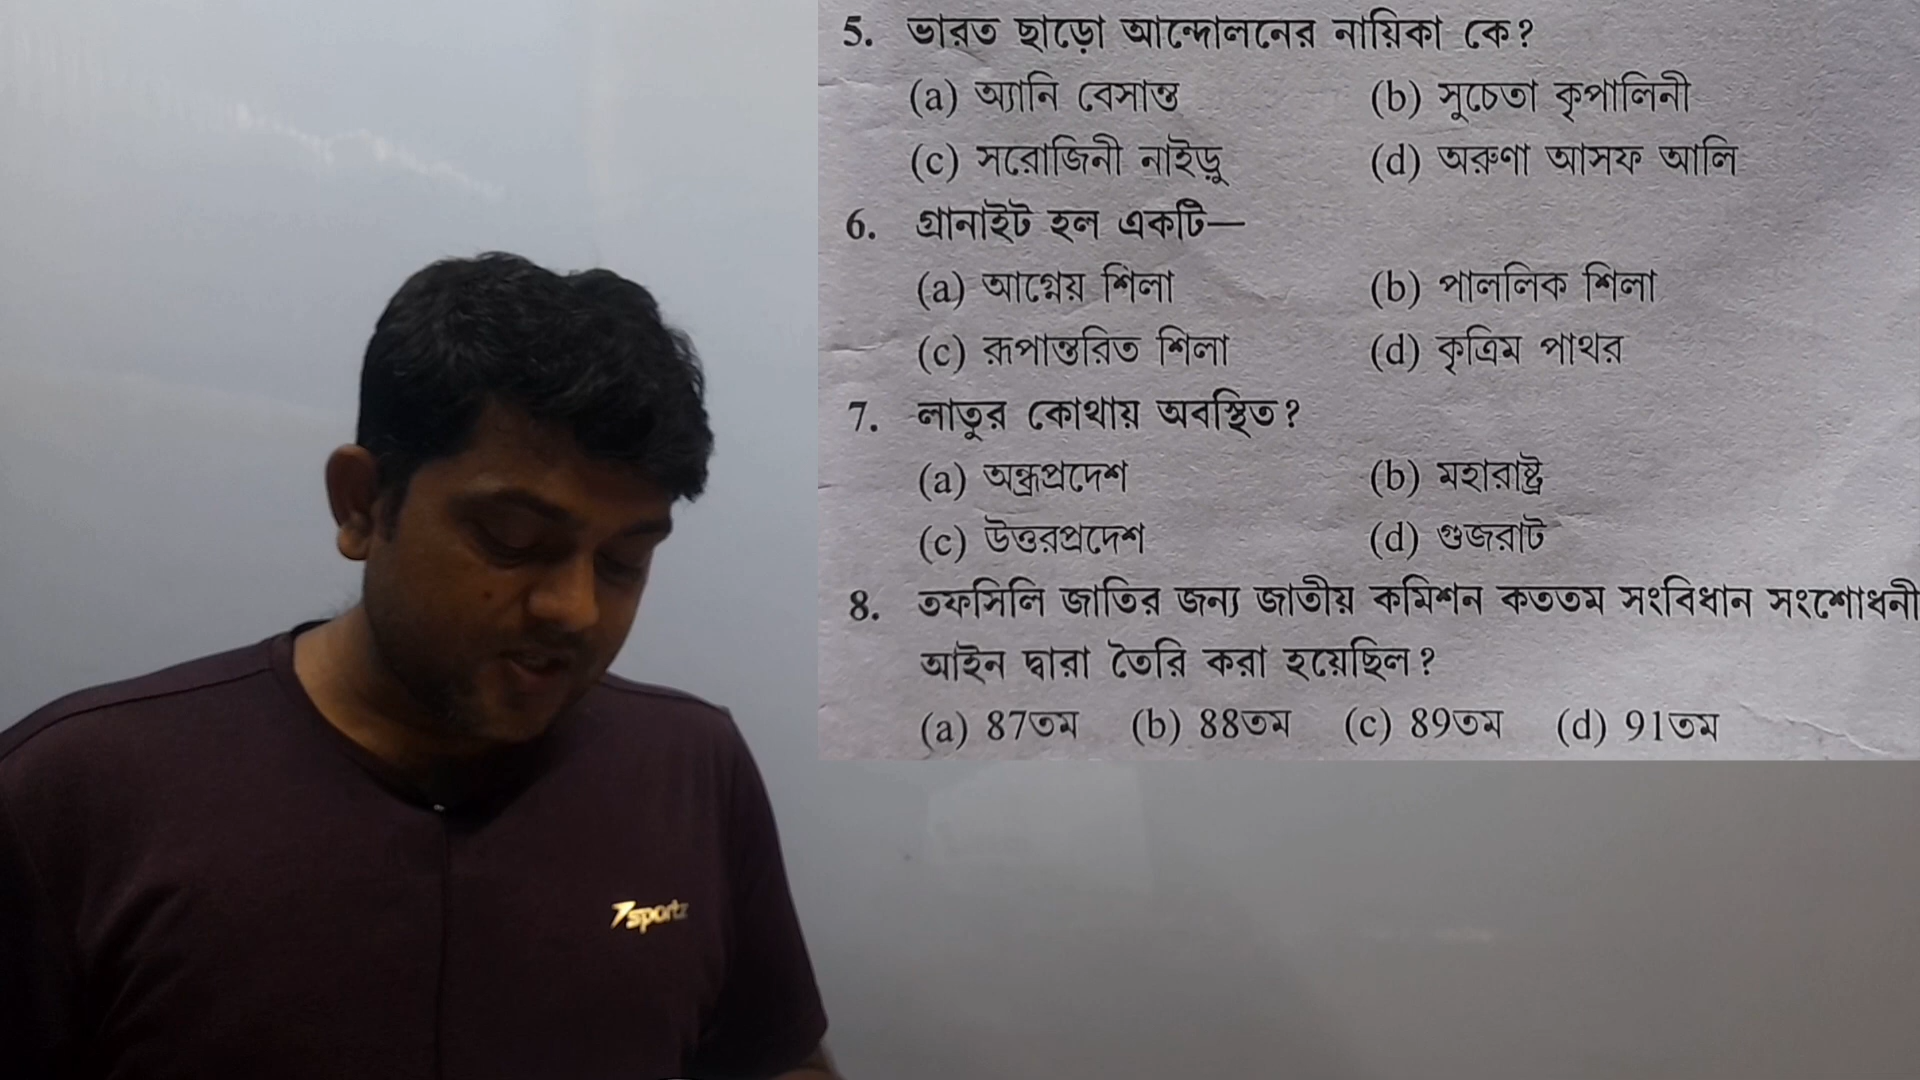 5. ভারত ছাড়ো আন্দোলনের নায়িকা কে?
(a) অ্যানি বেসান্ত (b) সুচেতা কৃপালিনী
(c) সরোজিনী নাইডু (d) অরুণা আসফ আলি
6. গ্রানাইট হল একটি—
(a) আগ্নেয় শিলা (b) পাললিক শিলা
(c) রূপান্তরিত শিলা (d) কৃত্রিম পাথর
7. লাতুর কোথায় অবস্থিত?
(a) অন্ধ্রপ্রদেশ (b) মহারাষ্ট্র
(c) উত্তরপ্রদেশ (d) গুজরাট
8. তফসিলি জাতির জন্য জাতীয় কমিশন কততম সংবিধান সংশোধনী
আইন দ্বারা তৈরি করা হয়েছিল?
(a) 87তম (b) 88তম (c) 89তম (d) 91তম
7sportz